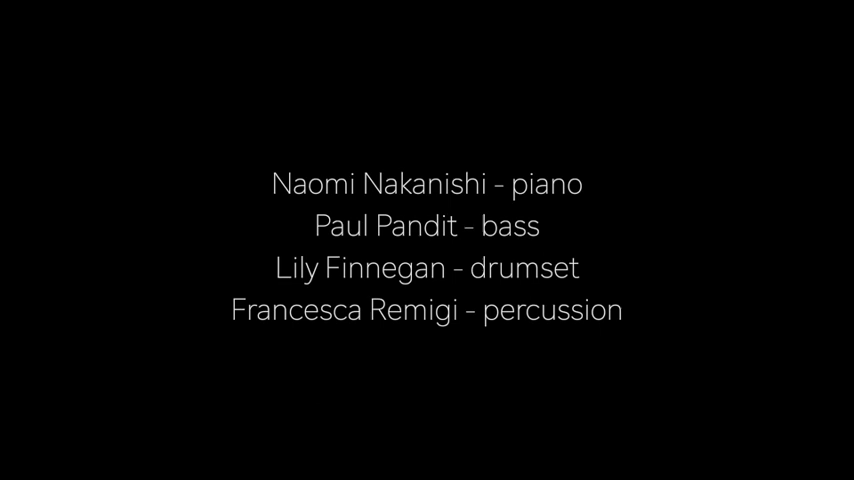 Naomi Nakanishi - piano
Paul Pandit - bass
Lily Finnegan - drumset
Francesca Remigi - percussion